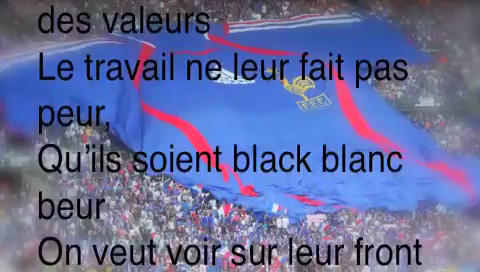 des valeurs
Le travail ne leur fait pas
peur,
Qu'ils soient black blanc
beur
On veut voir sur leur front
F.F.F.